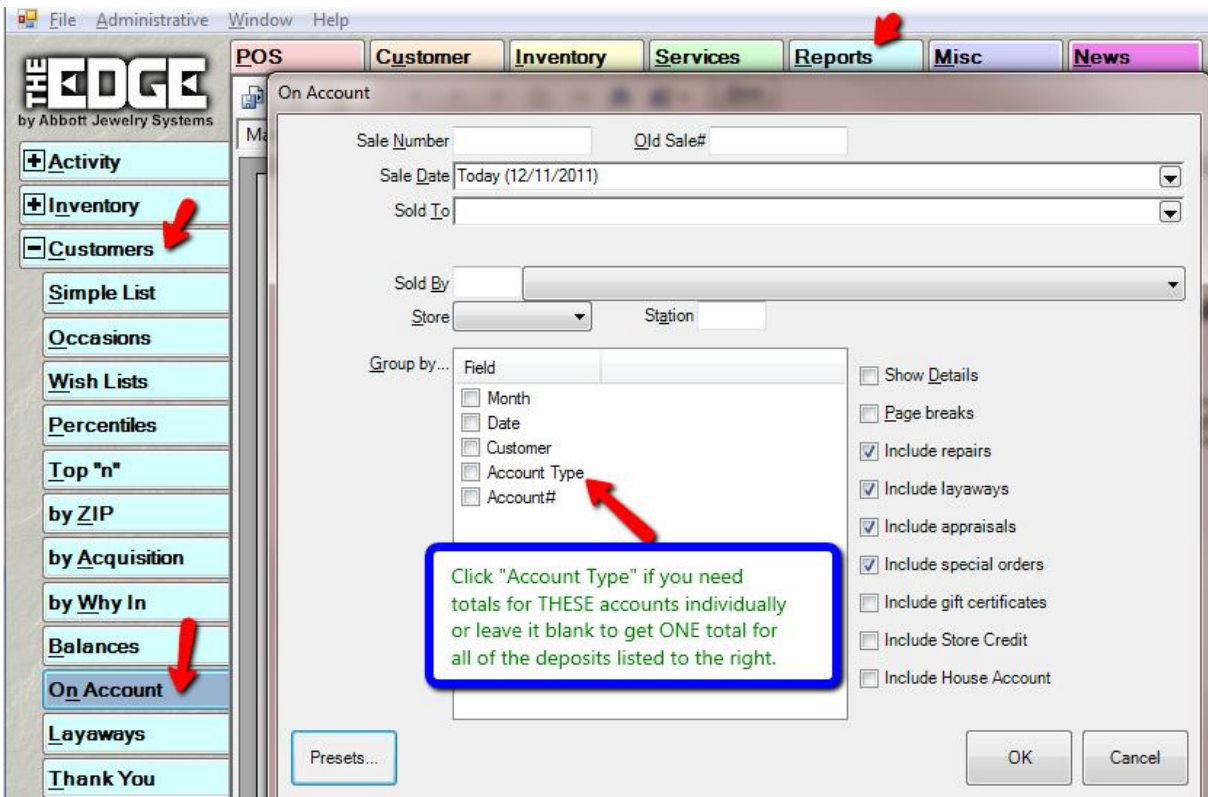 File Administrative Window Help
POS Customer Inventory Services Reports Misc News
THE EDGE
by Abbott Jewelry Systems
Activity
Inventory
Customers
Simple List
Occasions
Wish Lists
Percentiles
Top "n"
by ZIP
by Acquisition
by Why In
Balances
On Account
Layaways
Thank You
On Account
Sale Number Old Sale#
Sale Date Today (12/11/2011)
Sold To
Sold By
Store Station
Group by... Field
Month
Date
Customer
Account Type
Account#
Show Details
Page breaks
Include repairs
Include layaways
Include appraisals
Include special orders
Include gift certificates
Include Store Credit
Include House Account
Click "Account Type" if you need
totals for THESE accounts individually
or leave it blank to get ONE total for
all of the deposits listed to the right.
Presets... OK Cancel